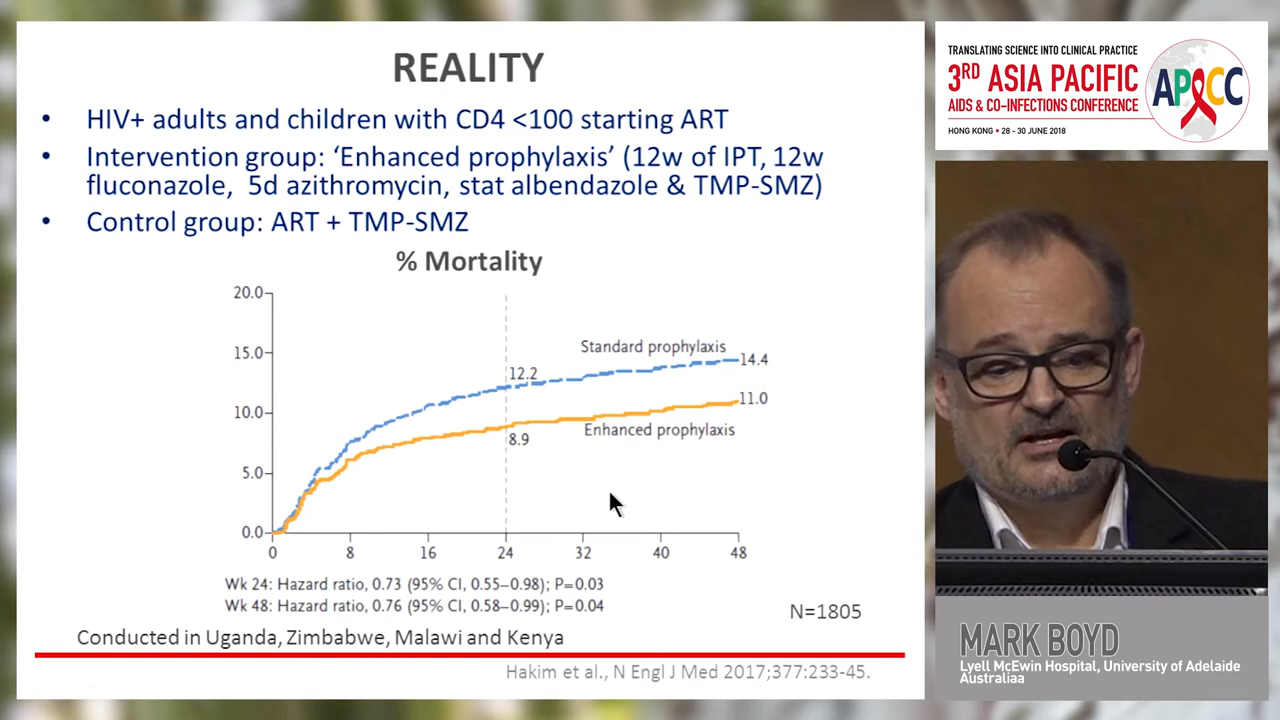 REALITY
• HIV+ adults and children with CD4 <100 starting ART
• Intervention group: ‘Enhanced prophylaxis’ (12w of IPT, 12w
fluconazole, 5d azithromycin, stat albendazole & TMP-SMZ)
• Control group: ART + TMP-SMZ
% Mortality
20.0
15.0
10.0
5.0
0.0
Standard prophylaxis
14.4
12.2
11.0
Enhanced prophylaxis
8.9
0 8 16 24 32 40 48
Wk 24: Hazard ratio, 0.73 (95% CI, 0.55–0.98); P=0.03
Wk 48: Hazard ratio, 0.76 (95% CI, 0.58–0.99); P=0.04
N=1805
Conducted in Uganda, Zimbabwe, Malawi and Kenya
Hakim et al., N Engl J Med 2017;377:233-45.
TRANSLATING SCIENCE INTO CLINICAL PRACTICE
3RD ASIA PACIFIC
AIDS & CO-INFECTIONS CONFERENCE
HONG KONG • 28 - 30 JUNE 2018
APACC
MARK BOYD
Lyell McEwin Hospital, University of Adelaide
Australiaa